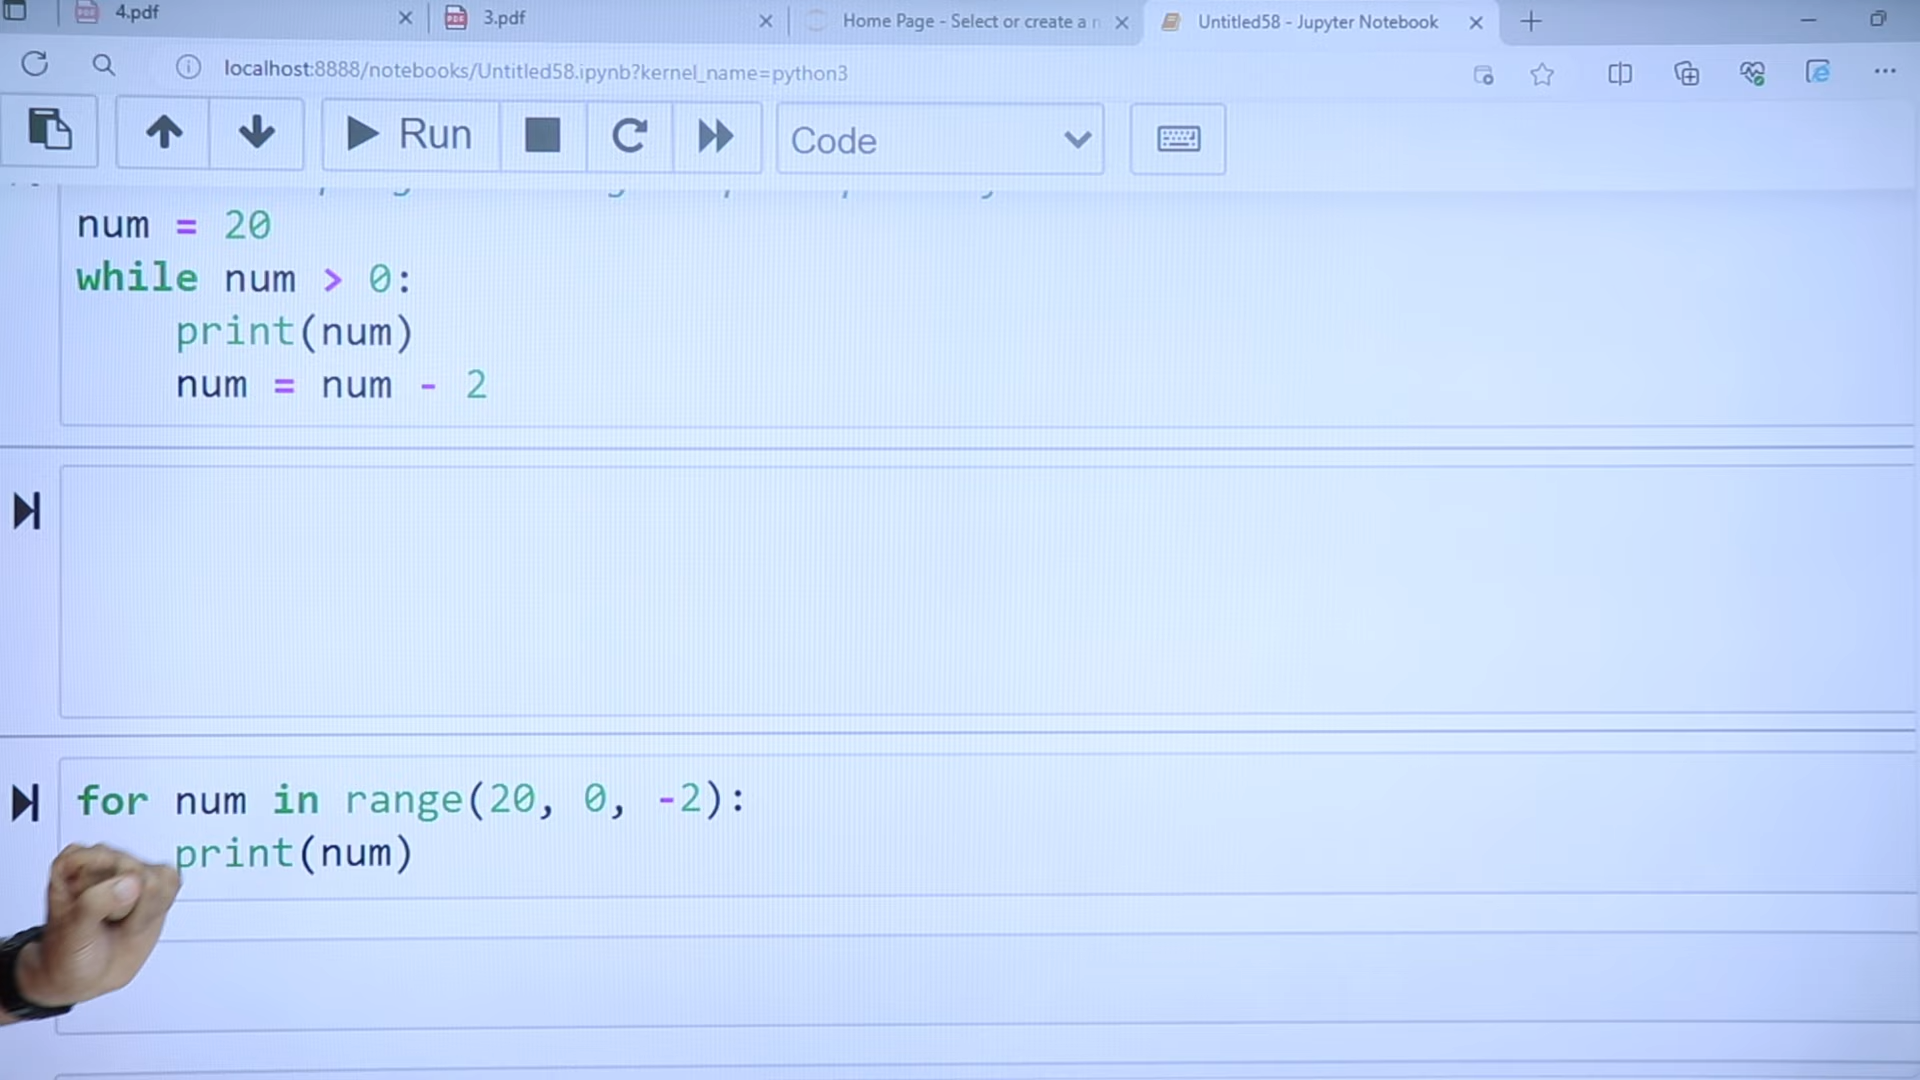 4.pdf
3.pdf
Home Page - Select or create a n
Untitled58 - Jupyter Notebook
localhost:8888/notebooks/Untitled58.ipynb?kernel_name=python3
Run
Code
num = 20
while num > 0:
    print(num)
    num = num - 2
for num in range(20, 0, -2):
    print(num)